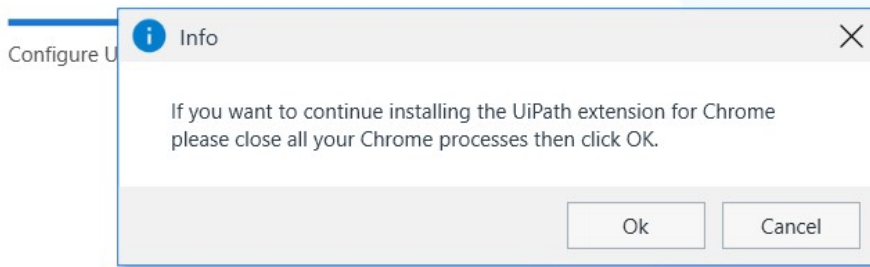 Info
Configure U
If you want to continue installing the UiPath extension for Chrome
please close all your Chrome processes then click OK.
Ok Cancel